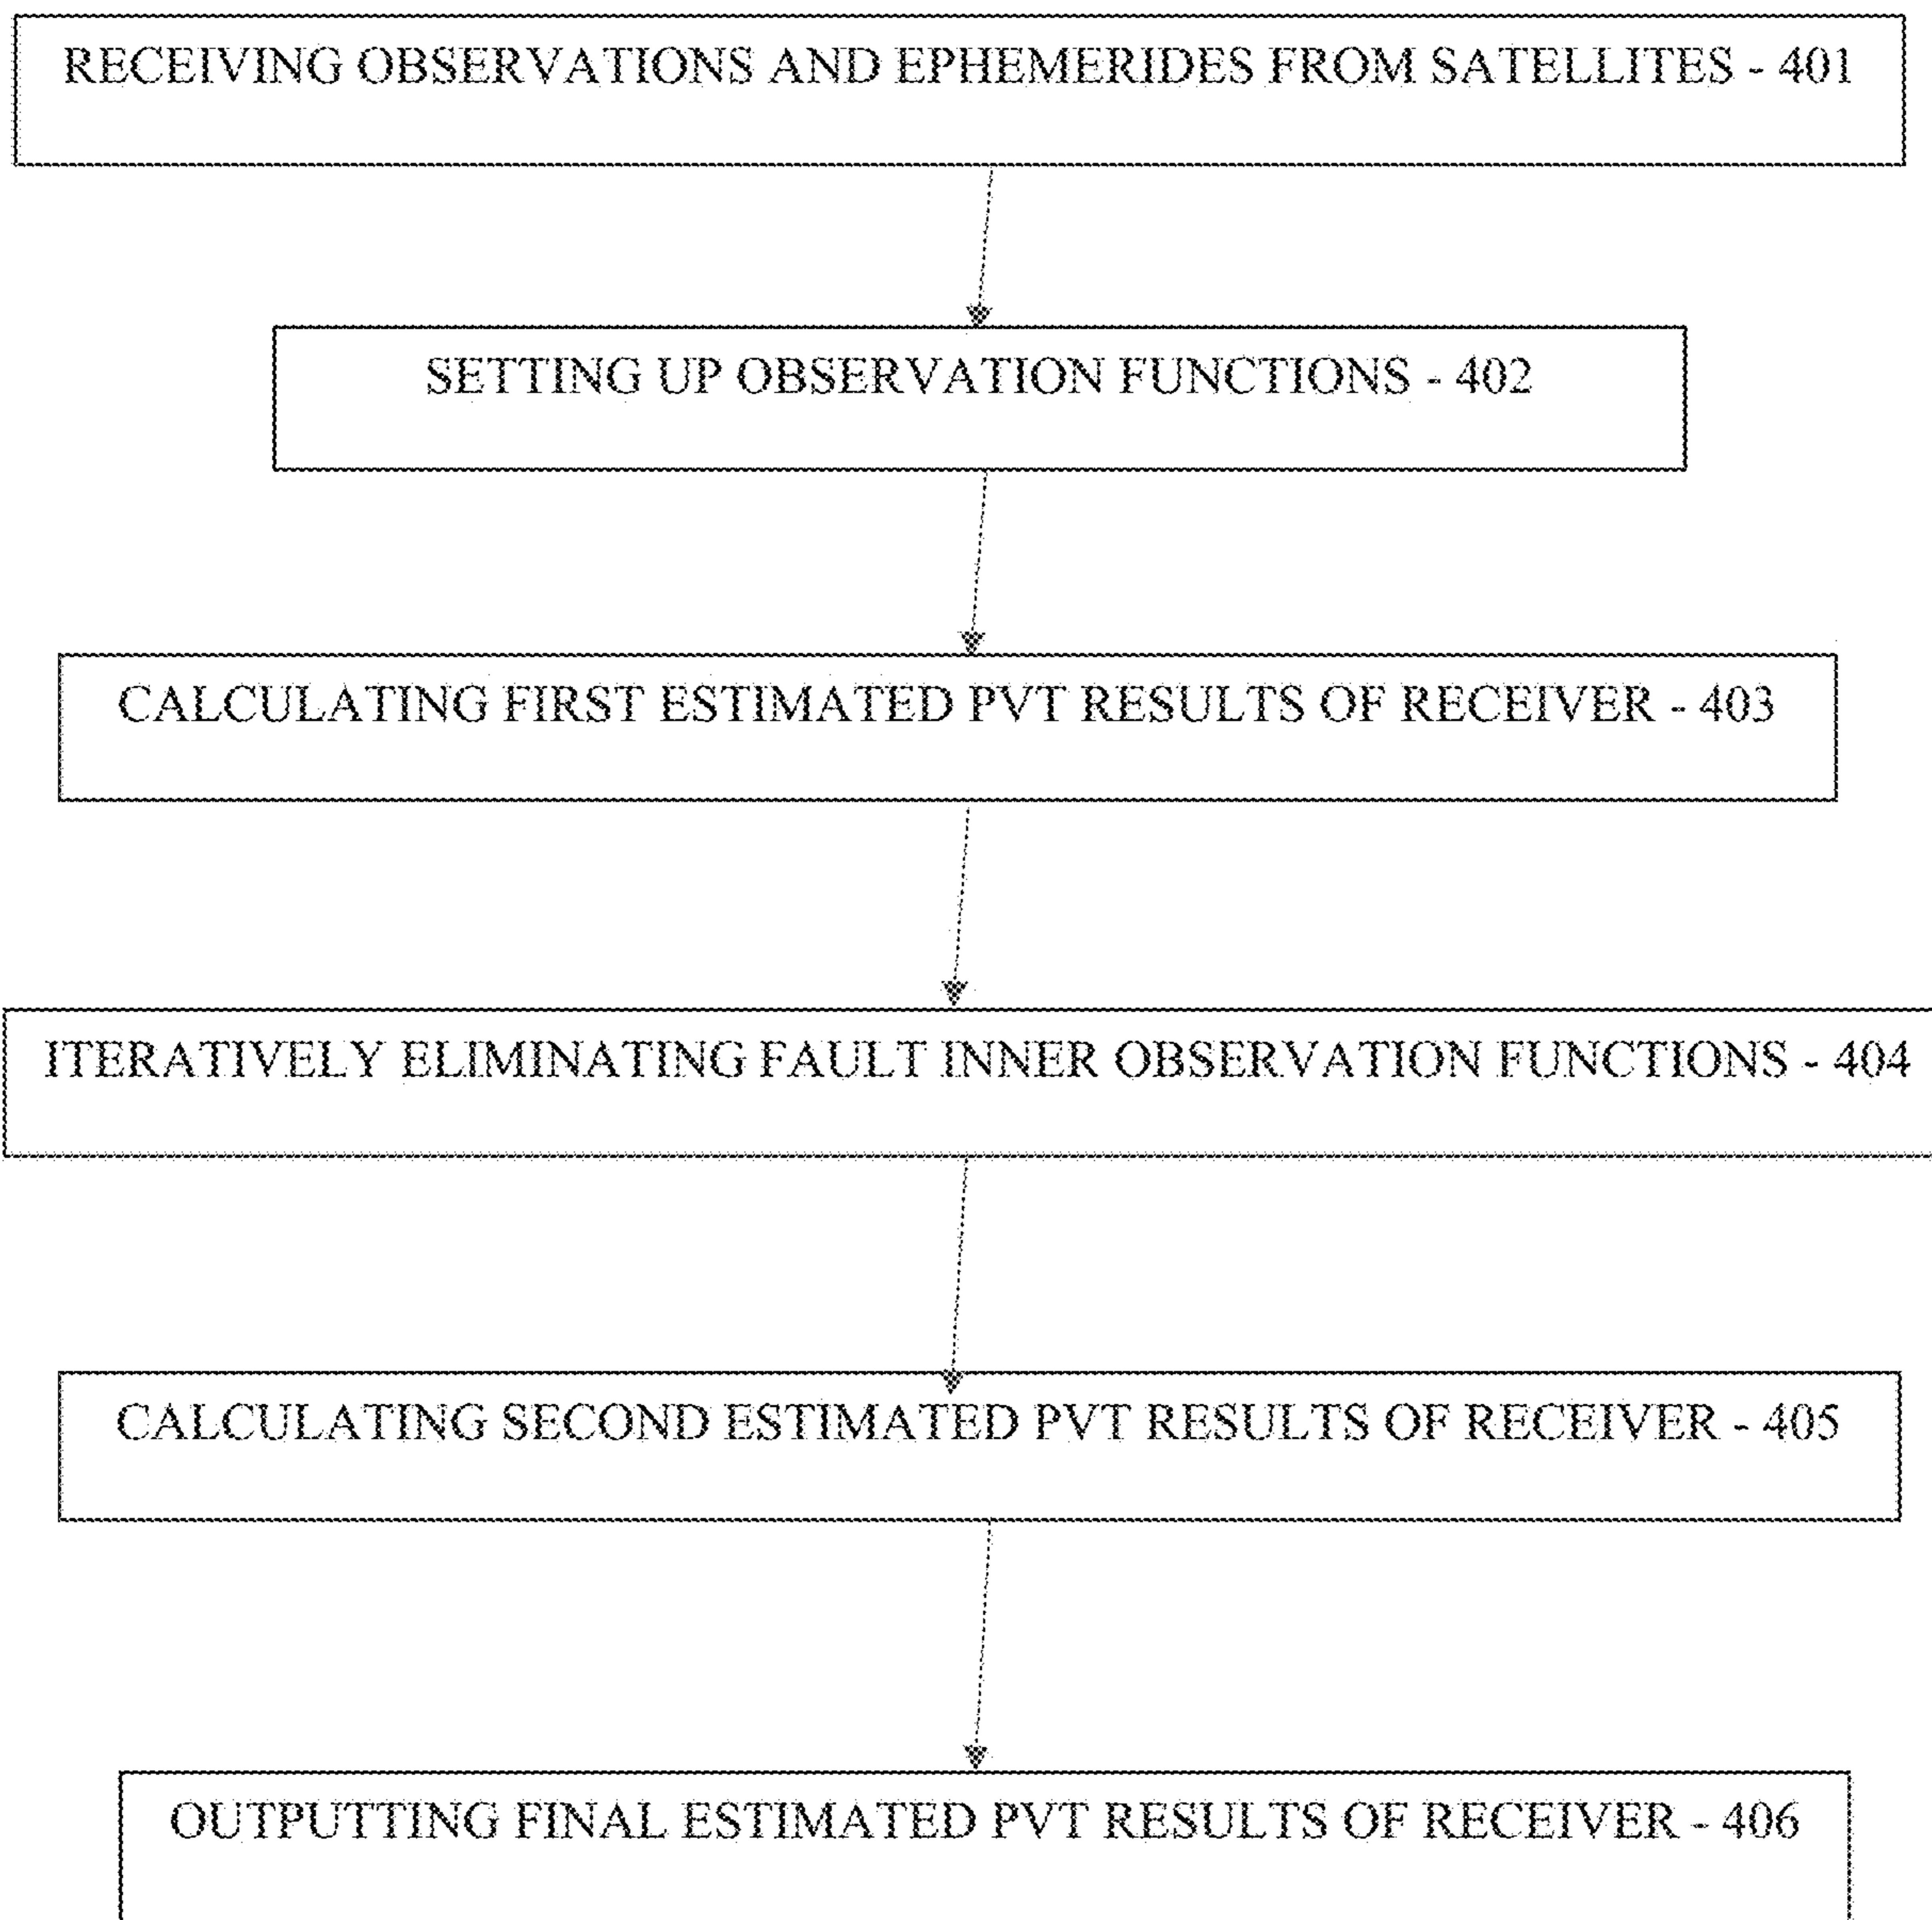 RECEIVING OBSERVATIONS AND EPHEMERIDES FROM SATELLITES - 401
SETTING UP OBSERVATION FUNCTIONS - 402
CALCULATING FIRST ESTIMATED PVT RESULTS OF RECEIVER - 403
ITERATIVELY ELIMINATING FAULT INNER OBSERVATION FUNCTIONS - 404
CALCULATING SECOND ESTIMATED PVT RESULTS OF RECEIVER - 405
OUTPUTTING FINAL ESTIMATED PVT RESULTS OF RECEIVER - 406